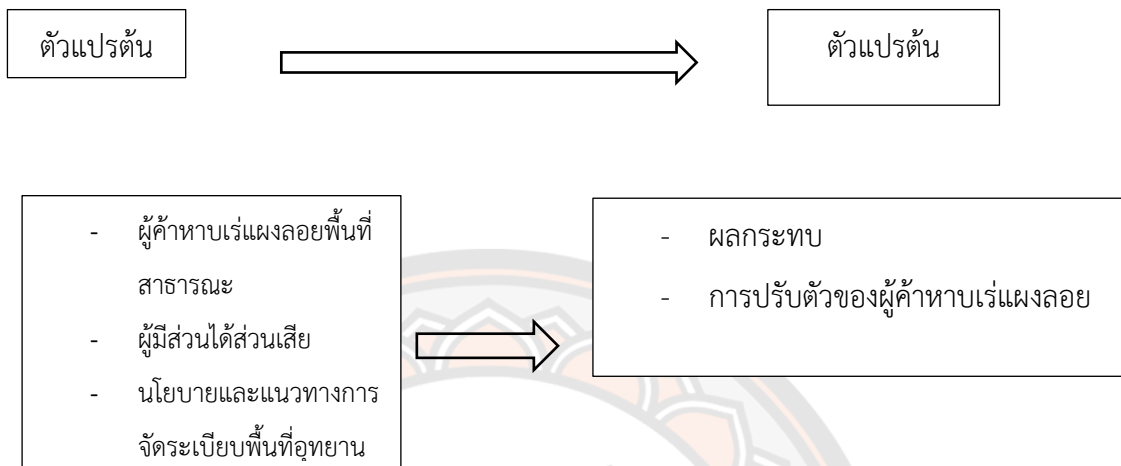 ตัวแปรต้น
ตัวแปรต้น
- ผู้ค้าหาบเร่แผงลอยพื้นที่
สาธารณะ
- ผู้มีส่วนได้ส่วนเสีย
- นโยบายและแนวทางการ
จัดระเบียบพื้นที่อุทยาน
- ผลกระทบ
- การปรับตัวของผู้ค้าหาบเร่แผงลอย